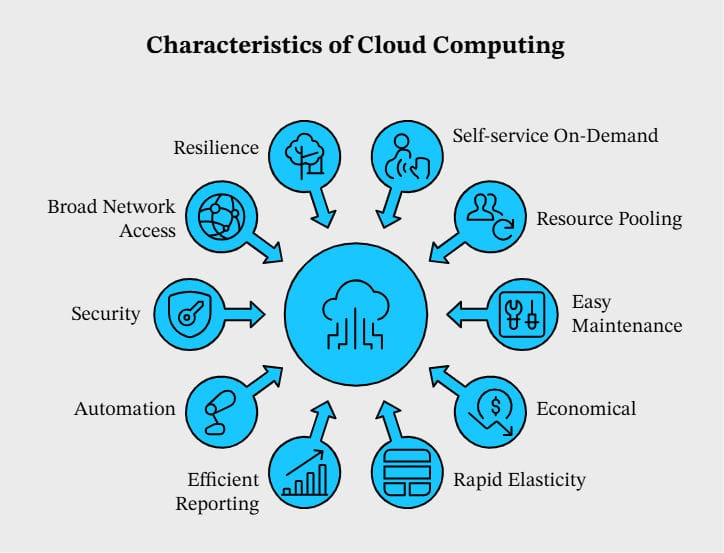 Characteristics of Cloud Computing
Resilience
Self-service On-Demand
Broad Network
Access
Resource Pooling
Security
Easy
Maintenance
Automation
$
Economical
Efficient
Reporting
Rapid Elasticity